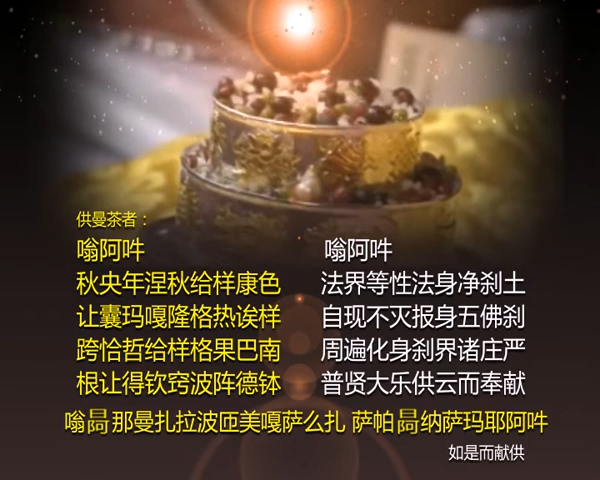 供曼茶者：
嗡阿吽
秋央年涅秋给样康色
让囊玛嘎隆格热诶样
跨恰哲给样格果巴南
根让得钦窍波阵德钵
嗡阿吽
法界等性法身净刹土
自现不灭报身五佛刹
周遍化身刹界诸庄严
普贤大乐供云而奉献
嗡 那曼扎拉波匝美嘎萨么扎 萨帕 纳萨玛耶阿吽
如是而献供